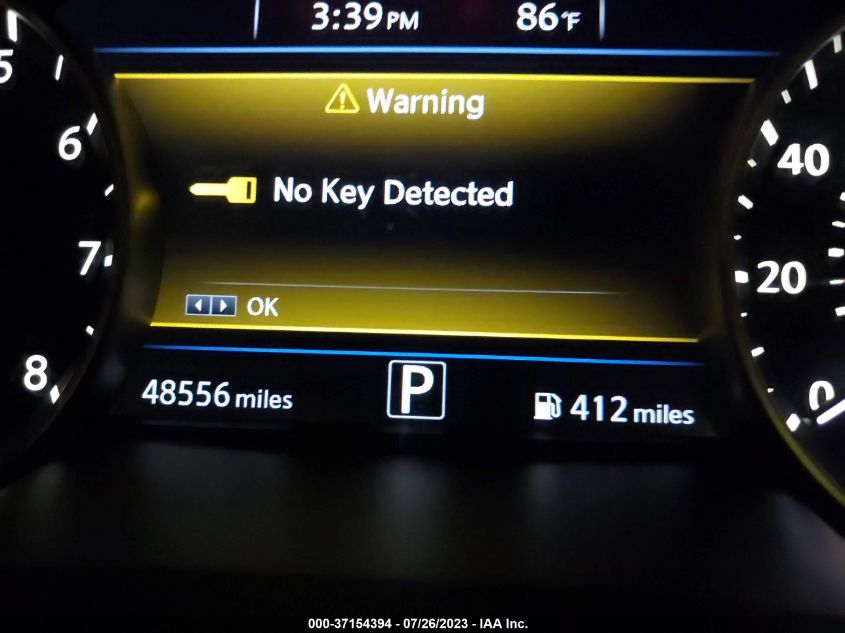 3:39 PM 86°F
Warning
No Key Detected
OK
48556 miles P 412 miles
5
6
7
8
40
20
0
000-37154394 - 07/26/2023 - IAA Inc.